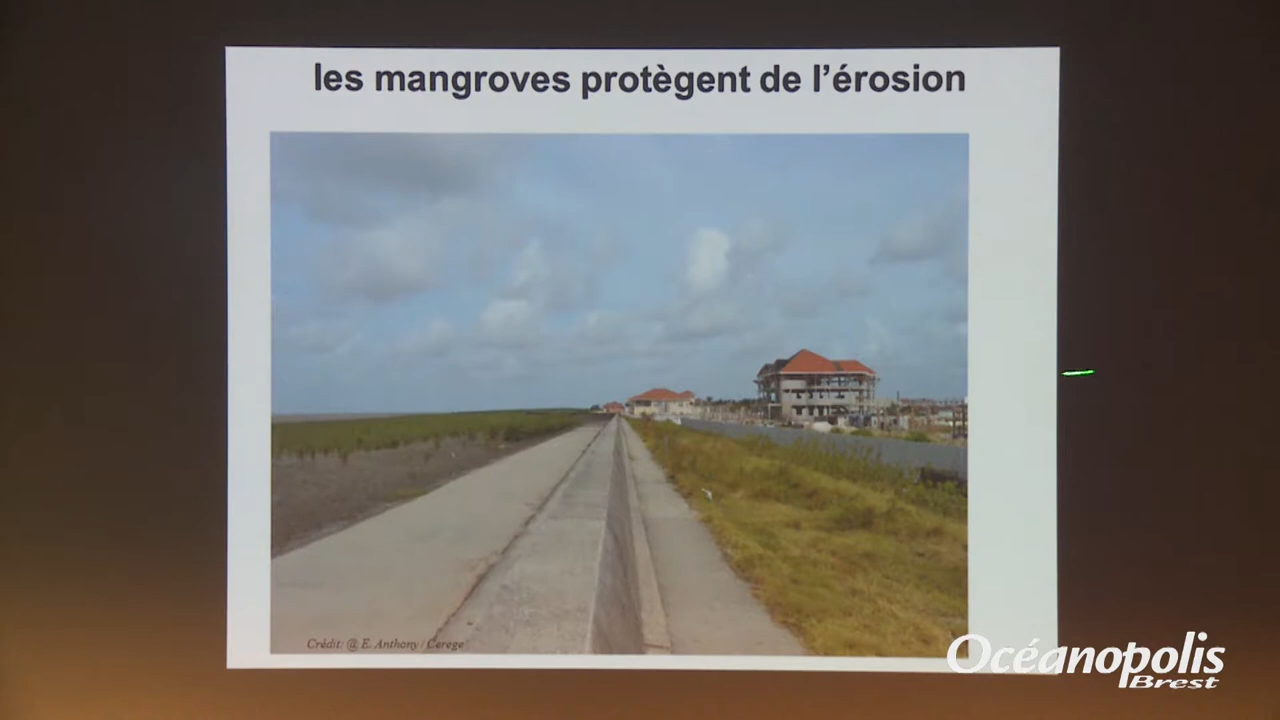 les mangroves protègent de l'érosion
Crédit: @ E. Anthony / Cerege
Océanopolis
Brest